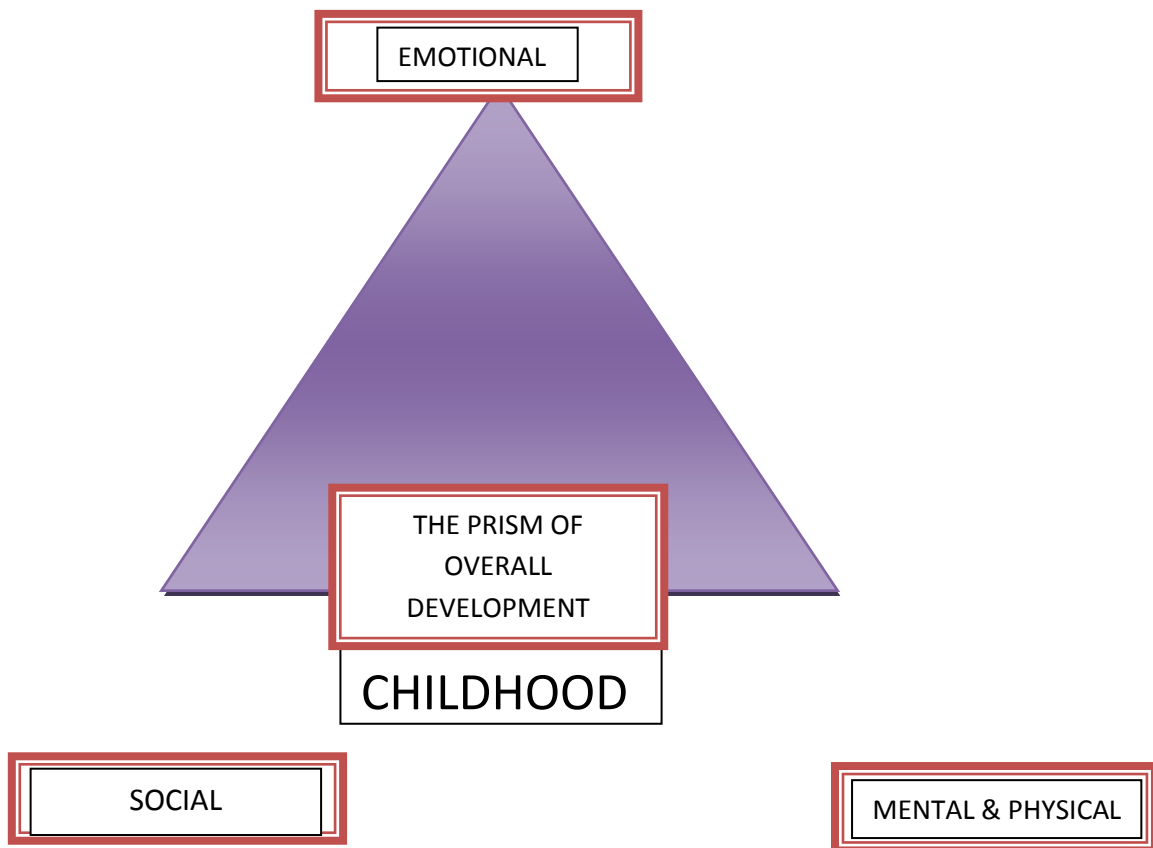 EMOTIONAL
THE PRISM OF
OVERALL
DEVELOPMENT
CHILDHOOD
SOCIAL
MENTAL & PHYSICAL